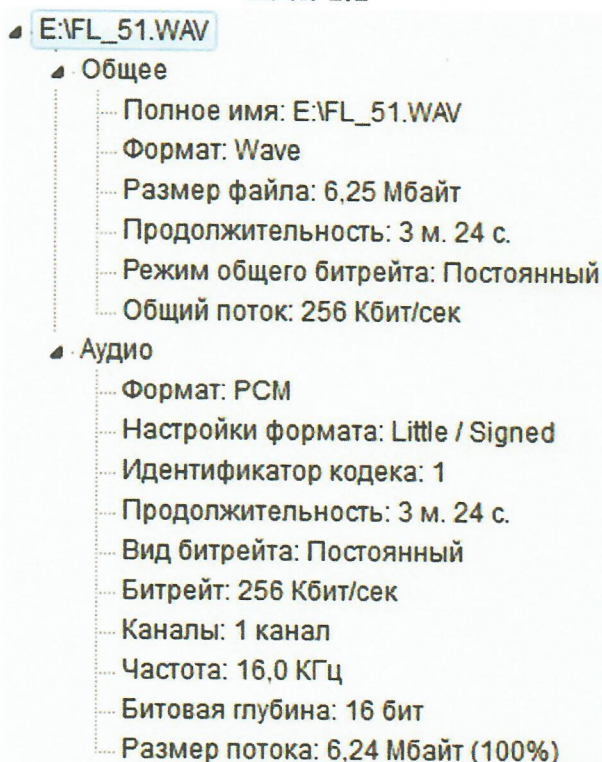 E:\FL_51.WAV
Общее
Полное имя: E:\FL_51.WAV
Формат: Wave
Размер файла: 6,25 Мбайт
Продолжительность: 3 м. 24 с.
Режим общего битрейта: Постоянный
Общий поток: 256 Кбит/сек
Аудио
Формат: PCM
Настройки формата: Little / Signed
Идентификатор кодека: 1
Продолжительность: 3 м. 24 с.
Вид битрейта: Постоянный
Битрейт: 256 Кбит/сек
Каналы: 1 канал
Частота: 16,0 КГц
Битовая глубина: 16 бит
Размер потока: 6,24 Мбайт (100%)